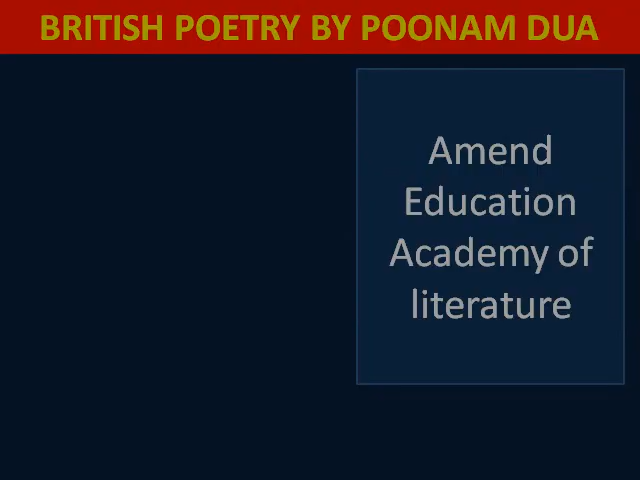 BRITISH POETRY BY POONAM DUA
Amend
Education
Academy of
literature